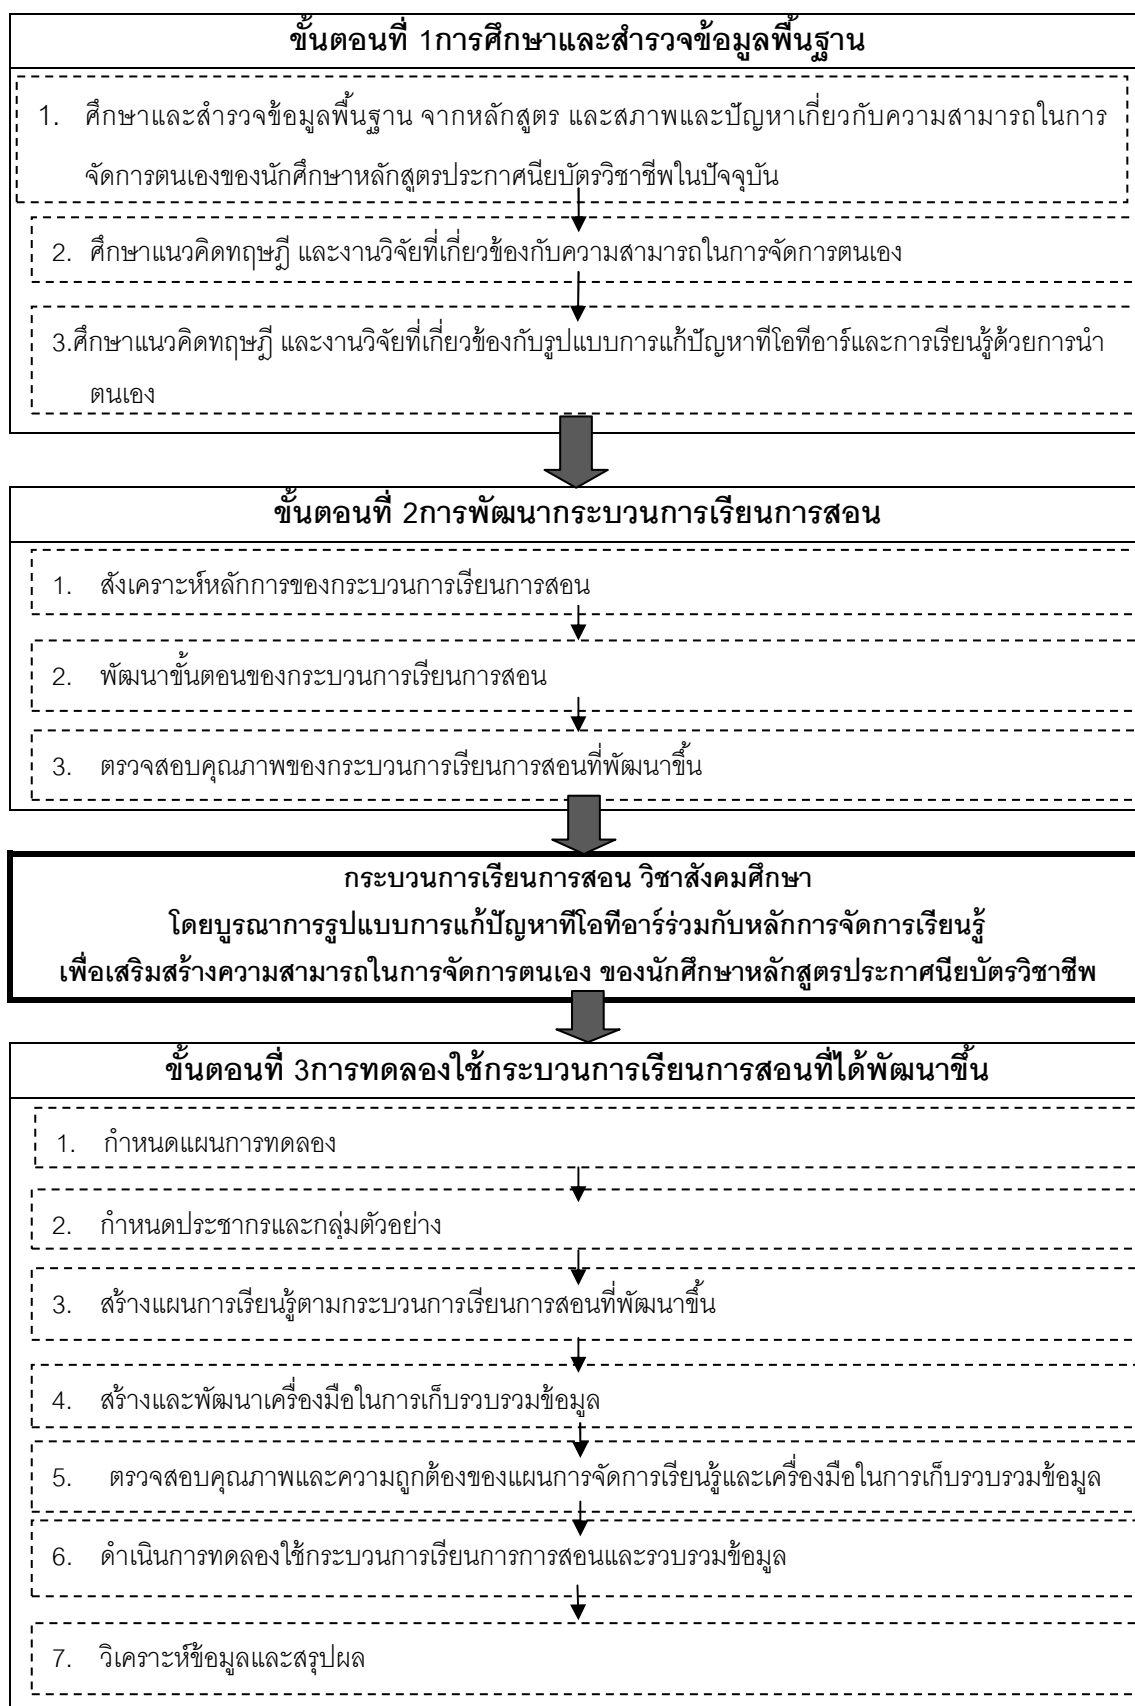 ขั้นตอนที่ 1การศึกษาและสำรวจข้อมูลพื้นฐาน
1. ศึกษาและสำรวจข้อมูลพื้นฐาน จากหลักสูตร และสภาพและปัญหาเกี่ยวกับความสามารถในการ
จัดการตนเองของนักศึกษาหลักสูตรประกาศนียบัตรวิชาชีพในปัจจุบัน
2. ศึกษาแนวคิดทฤษฎี และงานวิจัยที่เกี่ยวข้องกับความสามารถในการจัดการตนเอง
3.ศึกษาแนวคิดทฤษฎี และงานวิจัยที่เกี่ยวข้องกับรูปแบบการแก้ปัญหาทีโอทีอาร์และการเรียนรู้ด้วยการนำ
ตนเอง
ขั้นตอนที่ 2การพัฒนากระบวนการเรียนการสอน
1. สังเคราะห์หลักการของกระบวนการเรียนการสอน
2. พัฒนาขั้นตอนของกระบวนการเรียนการสอน
3. ตรวจสอบคุณภาพของกระบวนการเรียนการสอนที่พัฒนาขึ้น
กระบวนการเรียนการสอน วิชาสังคมศึกษา
โดยบูรณาการรูปแบบการแก้ปัญหาทีโอทีอาร์ร่วมกับหลักการจัดการเรียนรู้
เพื่อเสริมสร้างความสามารถในการจัดการตนเอง ของนักศึกษาหลักสูตรประกาศนียบัตรวิชาชีพ
ขั้นตอนที่ 3การทดลองใช้กระบวนการเรียนการสอนที่ได้พัฒนาขึ้น
1. กำหนดแผนการทดลอง
2. กำหนดประชากรและกลุ่มตัวอย่าง
3. สร้างแผนการเรียนรู้ตามกระบวนการเรียนการสอนที่พัฒนาขึ้น
4. สร้างและพัฒนาเครื่องมือในการเก็บรวบรวมข้อมูล
5. ตรวจสอบคุณภาพและความถูกต้องของแผนการจัดการเรียนรู้และเครื่องมือในการเก็บรวบรวมข้อมูล
6. ดำเนินการทดลองใช้กระบวนการเรียนการการสอนและรวบรวมข้อมูล
7. วิเคราะห์ข้อมูลและสรุปผล